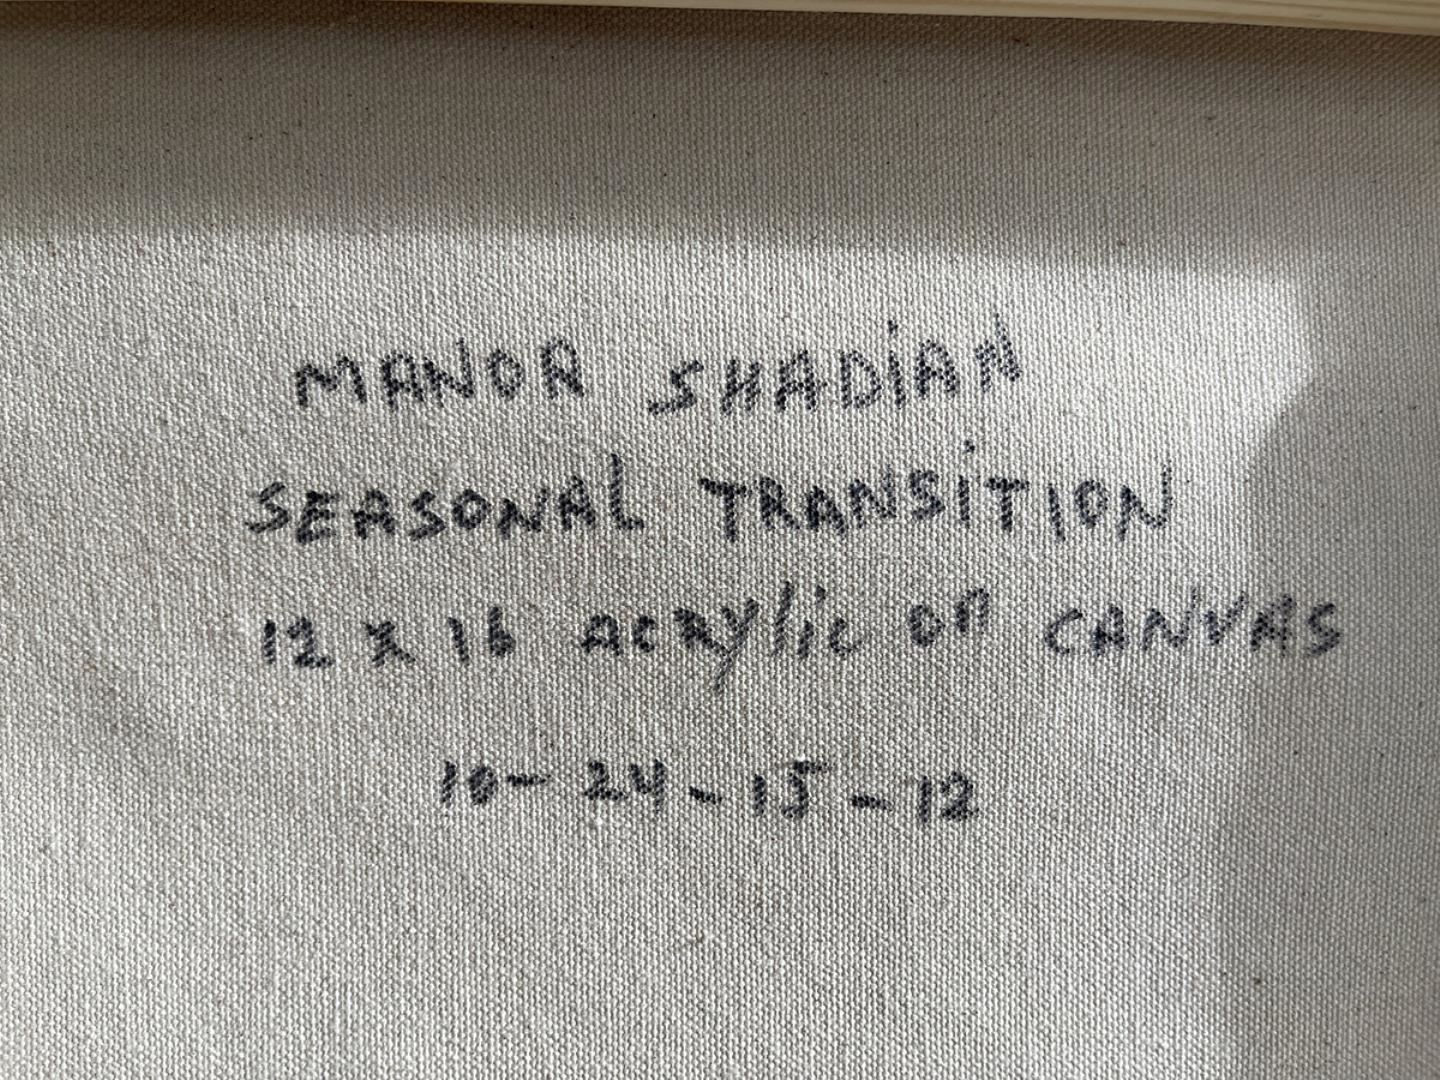 MANOR SHADiAN
SEASONAL TRANSiTION
12 x 16 ACRYlic on CANVAS
10 - 24 - 15 - 12